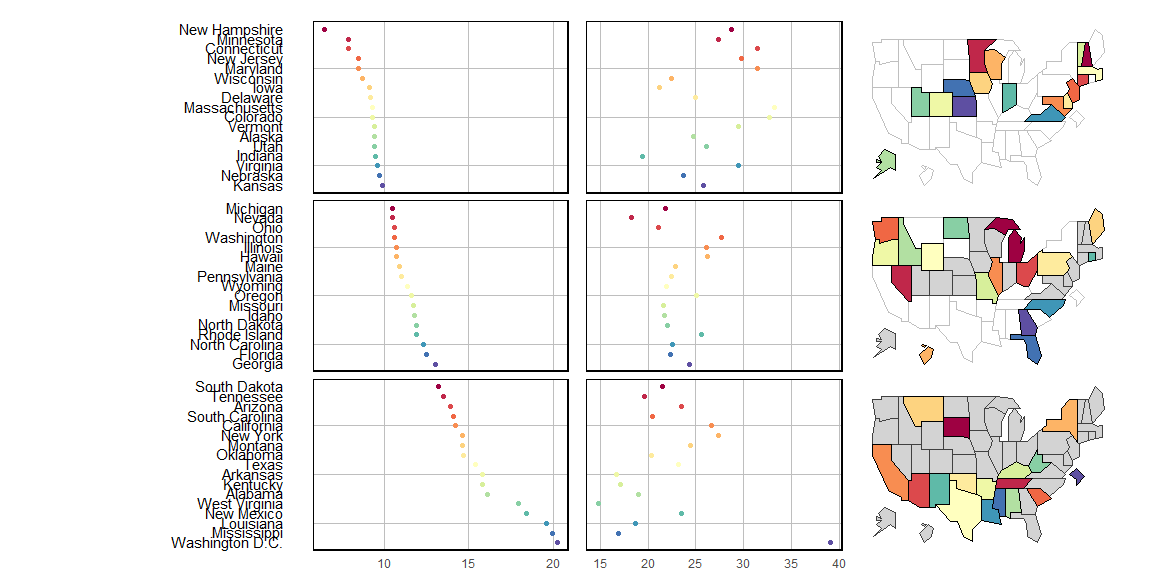 New Hampshire
Minnesota
Connecticut
New Jersey
Maryland
Wisconsin
Iowa
Delaware
Massachusetts
Colorado
Vermont
Alaska
Utah
Indiana
Virginia
Nebraska
Kansas
Michigan
Nevada
Ohio
Washington
Illinois
Hawaii
Maine
Pennsylvania
Wyoming
Oregon
Missouri
Idaho
North Dakota
Rhode Island
North Carolina
Florida
Georgia
South Dakota
Tennessee
Arizona
South Carolina
California
New York
Montana
Oklahoma
Texas
Arkansas
Kentucky
Alabama
West Virginia
New Mexico
Louisiana
Mississippi
Washington D.C.
10 15 20 15 20 25 30 35 40